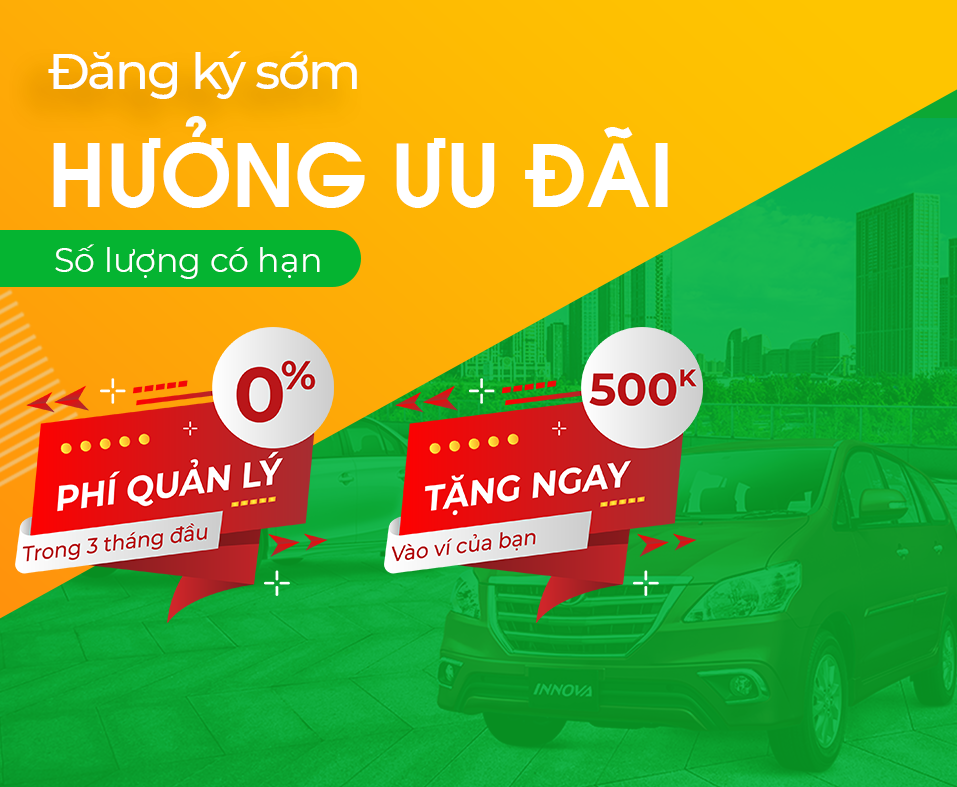 Đăng ký sớm
HƯỞNG ƯU ĐÃI
Số lượng có hạn
0%
PHÍ QUẢN LÝ
Trong 3 tháng đầu
500K
TẶNG NGAY
Vào ví của bạn
INNOVA